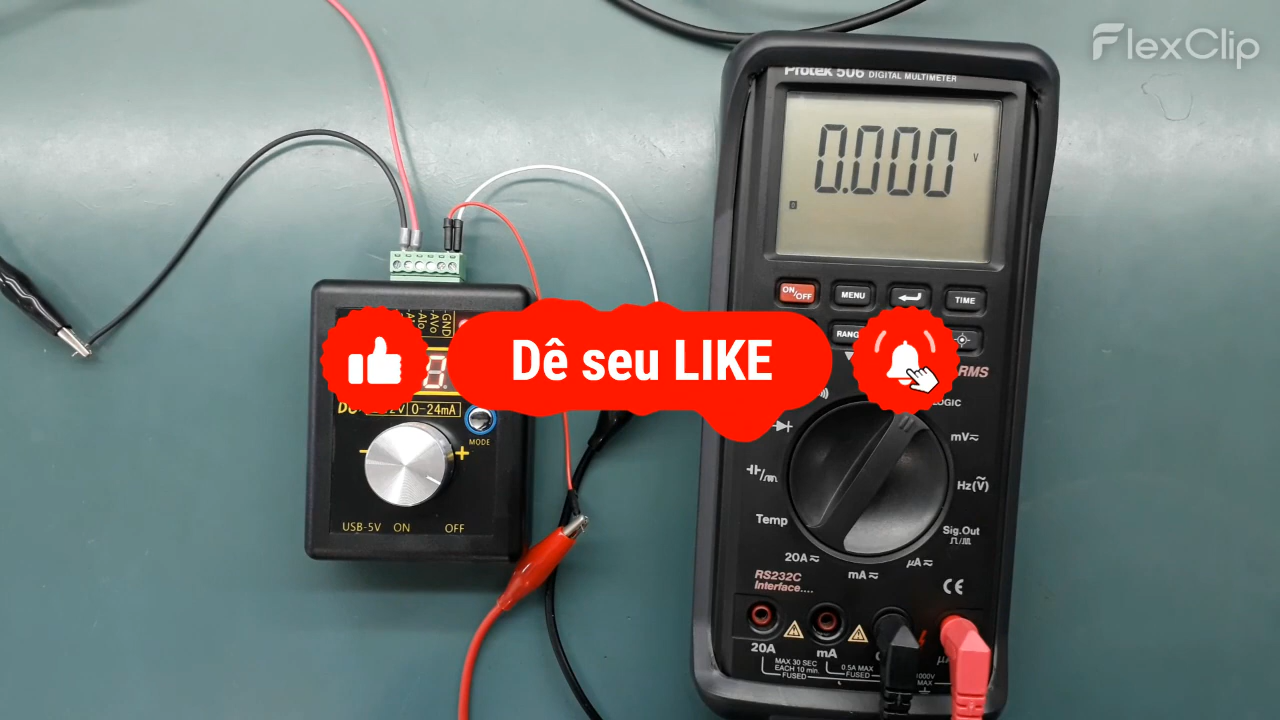 FlexClip
Protek 506 DIGITAL MULTIMETER
0.000 V
ON/OFF
MENU
TIME
RANG
RMS
LOGIC
mV
Hz(V)
Sig.Out
µA
mA
20A
Temp
RS232C
Interface....
CE
20A
mA
MAX 30 SEC
EACH 10 min.
FUSED
0.5A MAX
FUSED
1000V
MAX
GND
AVo
AIo
8.
0-24mA
MODE
- +
USB-5V ON OFF
Dê seu LIKE